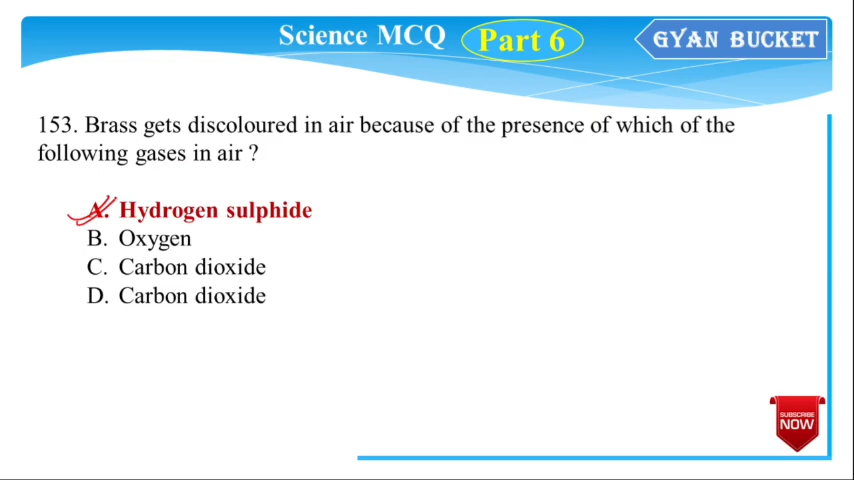 Science MCQ Part 6
GYAN BUCKET
153. Brass gets discoloured in air because of the presence of which of the
following gases in air ?
A. Hydrogen sulphide
B. Oxygen
C. Carbon dioxide
D. Carbon dioxide
SUBSCRIBE
NOW